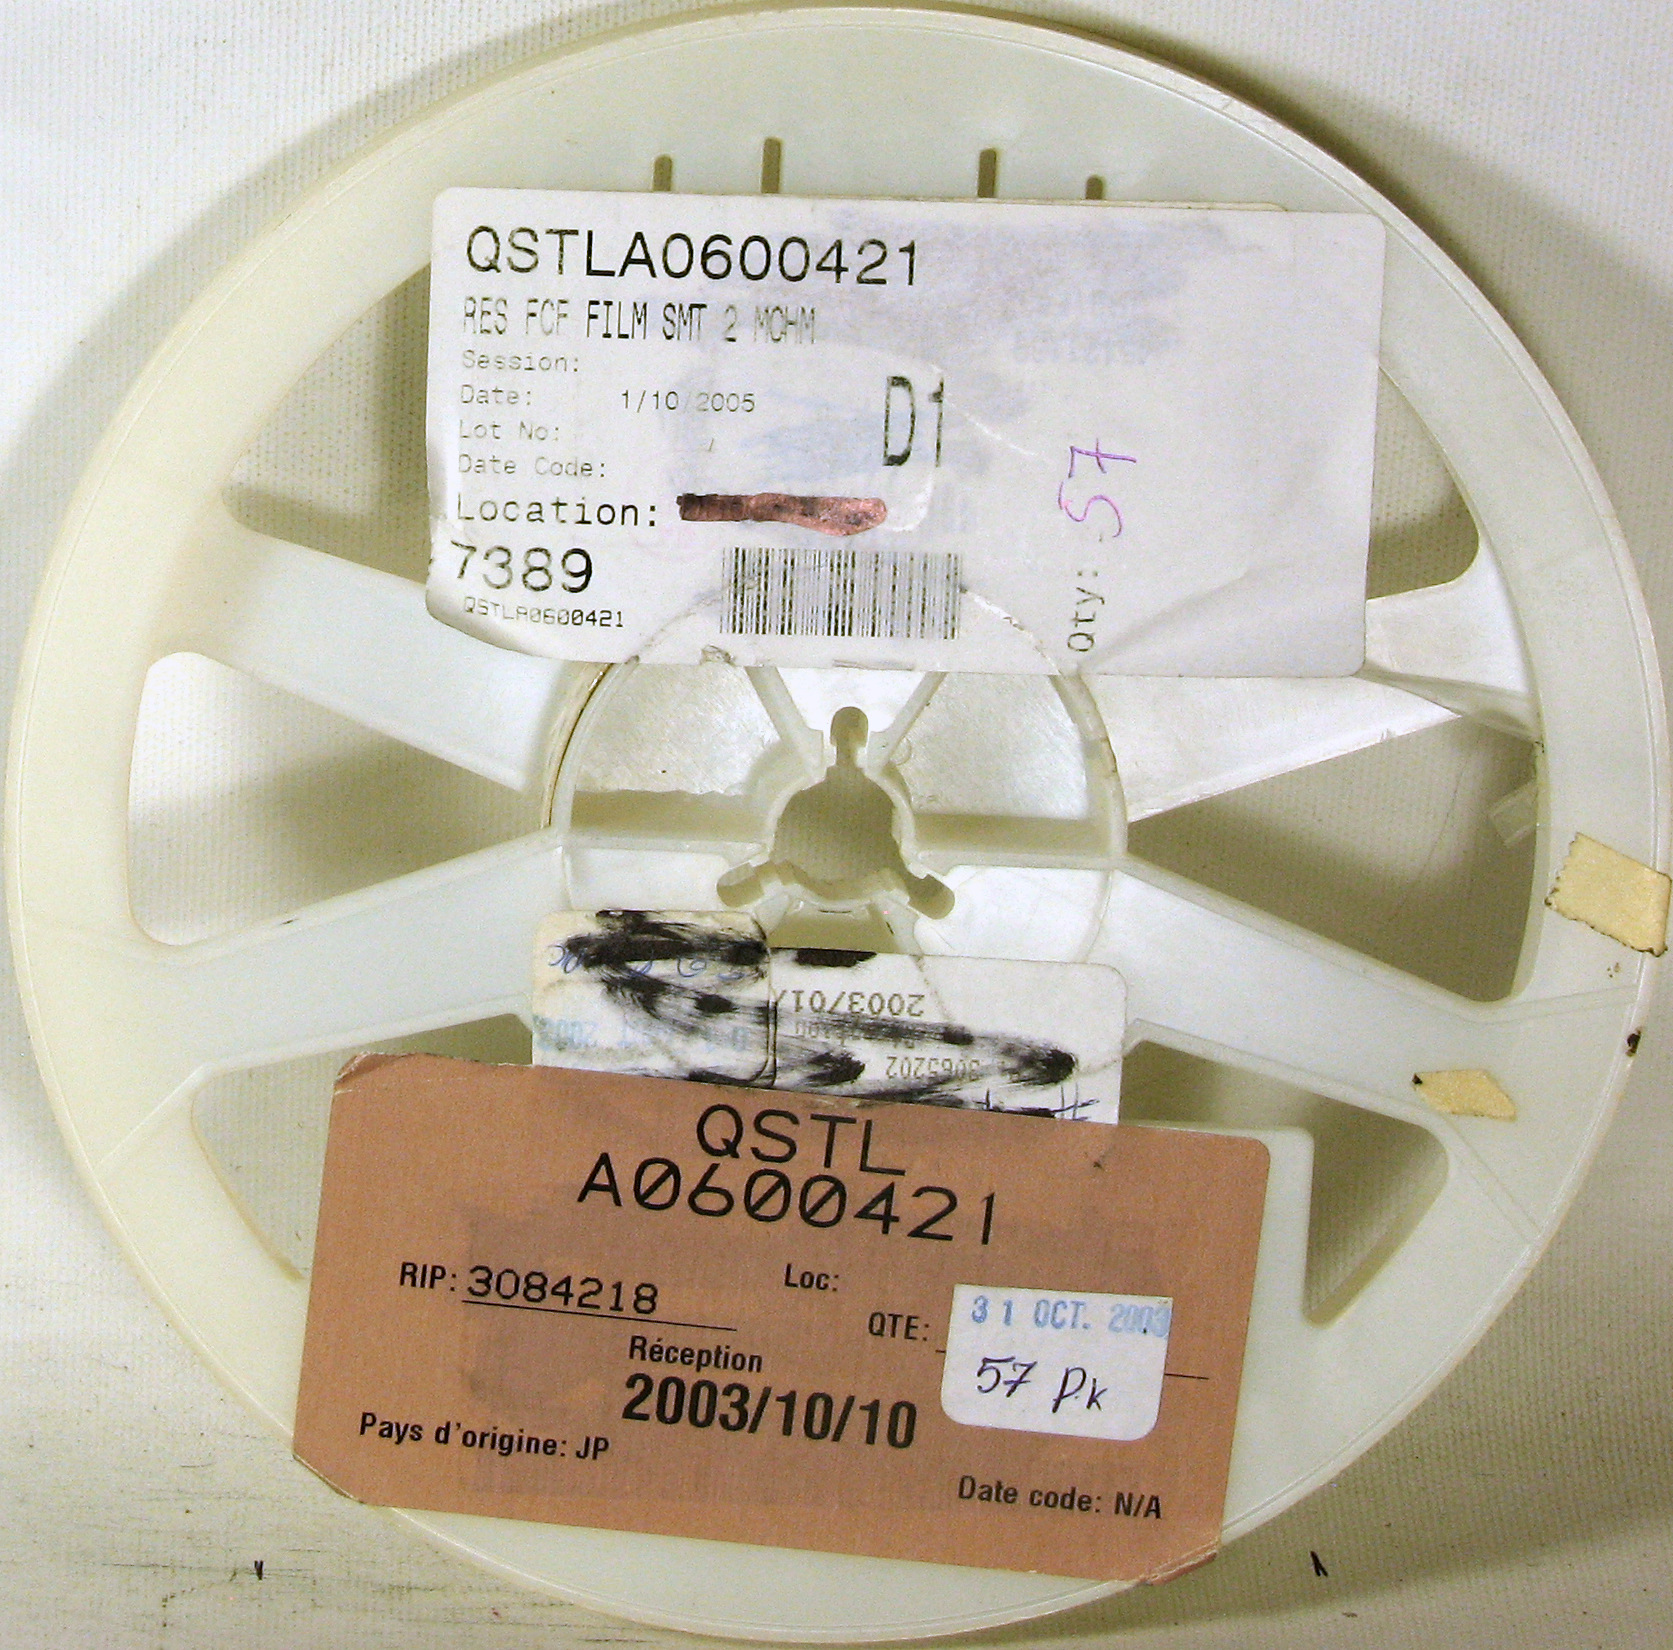 QSTLA0600421
RES FCF FILM SMT 2 MOHM
Session:
Date: 1/10/2005
D1
Lot No:
Date Code:
Location:
7389
QSTLA0600421
Qty: 57
2003/01/
3065202
QSTL
A0600421
RIP: 3084218
Loc:
QTE:
31 OCT. 2003
57 Pk
Réception
2003/10/10
Pays d'origine: JP
Date code: N/A